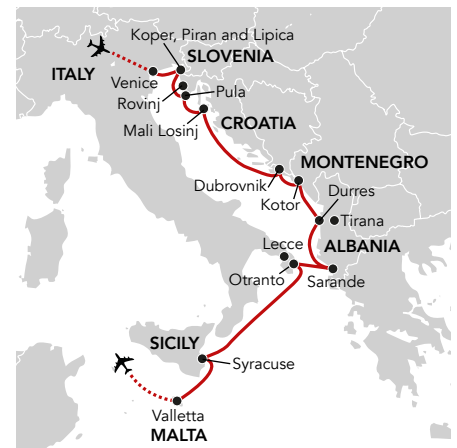 Koper, Piran and Lipica
SLOVENIA
ITALY
Venice
Rovinj
Pula
Mali Losinj
CROATIA
MONTENEGRO
Dubrovnik
Kotor
Durres
Tirana
Lecce
ALBANIA
Otranto
Sarande
SICILY
Syracuse
Valletta
MALTA